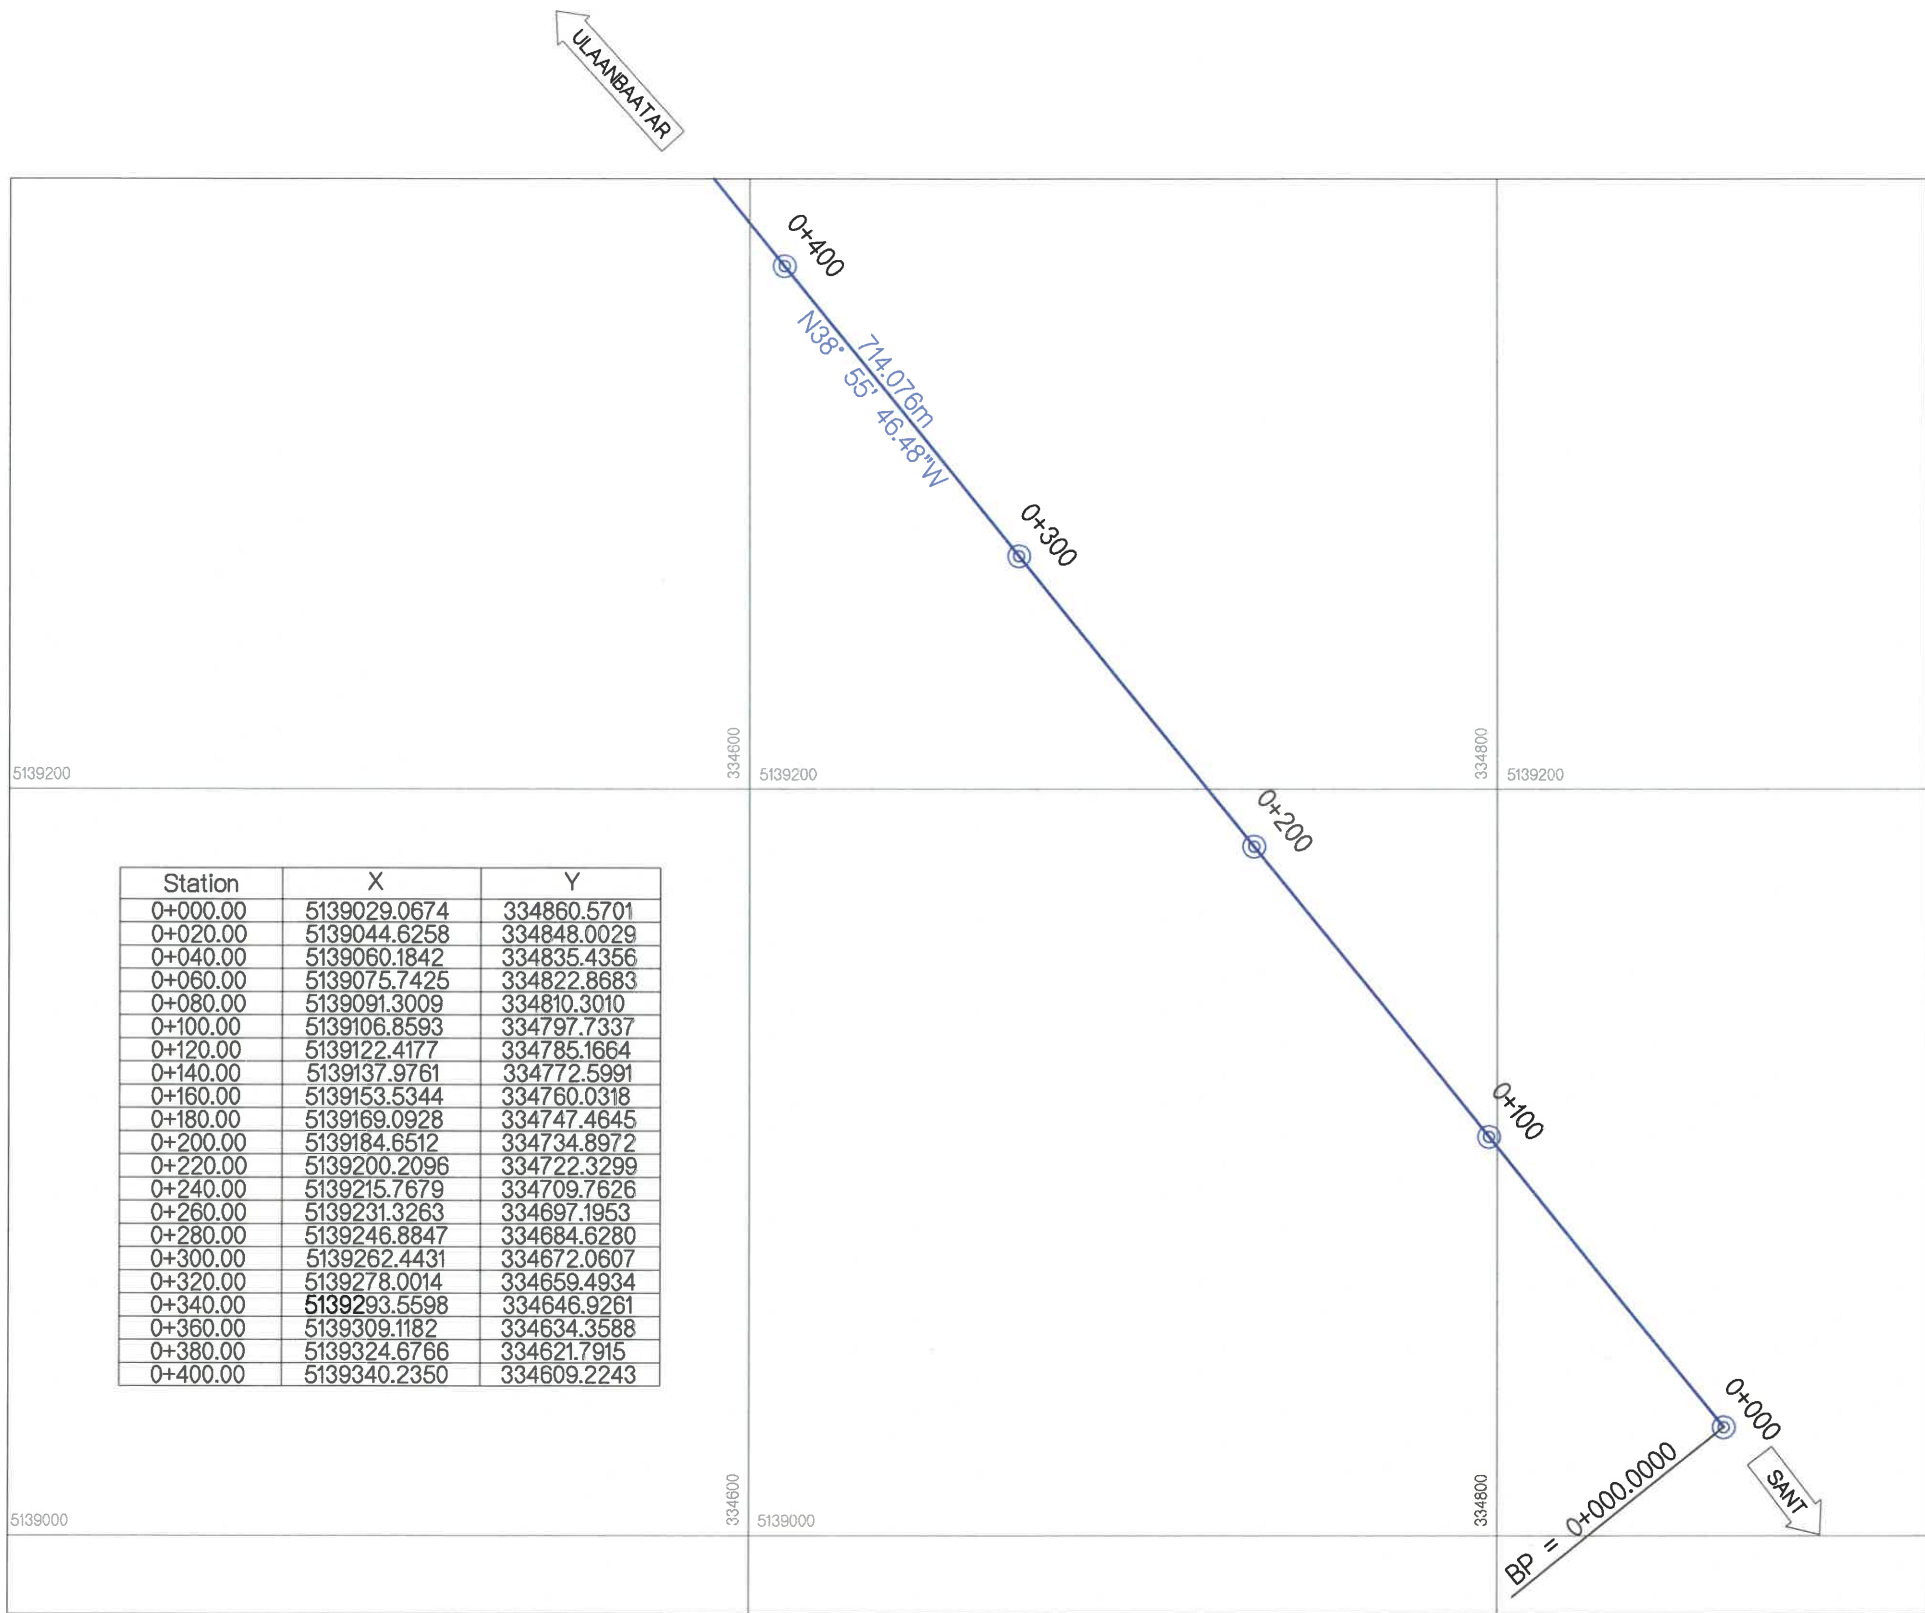 ULAANBAATAR
0+400
714.076m
N38° 55' 46.48"W
0+300
334600
334800
5139200
5139200
5139200
0+200
Station X Y
0+000.00 5139029.0674 334860.5701
0+020.00 5139044.6258 334848.0029
0+040.00 5139060.1842 334835.4356
0+060.00 5139075.7425 334822.8683
0+080.00 5139091.3009 334810.3010
0+100.00 5139106.8593 334797.7337
0+120.00 5139122.4177 334785.1664
0+140.00 5139137.9761 334772.5991
0+160.00 5139153.5344 334760.0318
0+180.00 5139169.0928 334747.4645
0+200.00 5139184.6512 334734.8972
0+220.00 5139200.2096 334722.3299
0+240.00 5139215.7679 334709.7626
0+260.00 5139231.3263 334697.1953
0+280.00 5139246.8847 334684.6280
0+300.00 5139262.4431 334672.0607
0+320.00 5139278.0014 334659.4934
0+340.00 5139293.5598 334646.9261
0+360.00 5139309.1182 334634.3588
0+380.00 5139324.6766 334621.7915
0+400.00 5139340.2350 334609.2243
0+100
0+000
SANT
BP = 0+000.0000
334600
334800
5139000
5139000